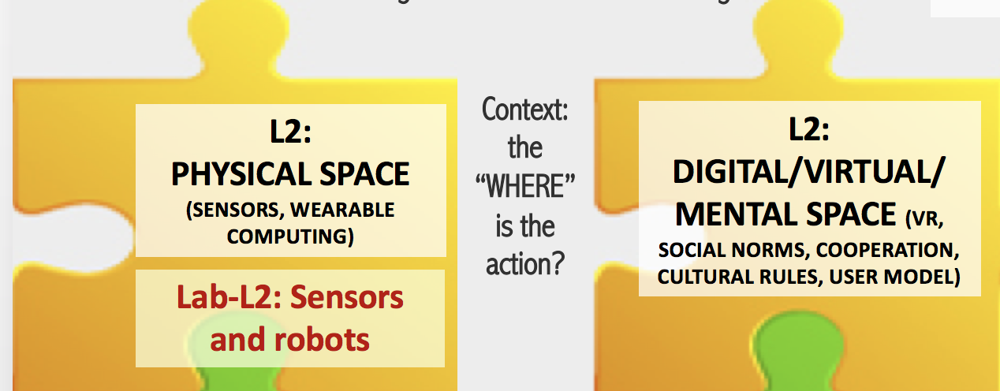 L2:
PHYSICAL SPACE
(SENSORS, WEARABLE
COMPUTING)
Lab-L2: Sensors
and robots
Context:
the
“WHERE”
is the
action?
L2:
DIGITAL/VIRTUAL/
MENTAL SPACE (VR,
SOCIAL NORMS, COOPERATION,
CULTURAL RULES, USER MODEL)